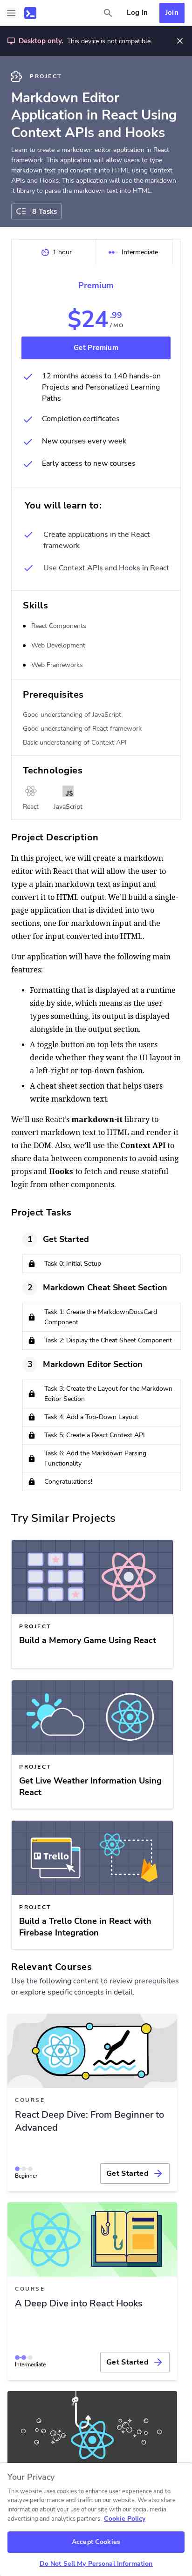 Log In
Join
Desktop only. This device is not compatible.
PROJECT
Markdown Editor
Application in React Using
Context APIs and Hooks
Learn to create a markdown editor application in React
framework. This application will allow users to type
markdown text and convert it into HTML using Context
APIs and Hooks. This application will use the markdown-
it library to parse the markdown text into HTML.
8 Tasks
1 hour
Intermediate
Premium
$24.99
/MO
Get Premium
12 months access to 140 hands-on
Projects and Personalized Learning
Paths
Completion certificates
New courses every week
Early access to new courses
You will learn to:
Create applications in the React
framework
Use Context APIs and Hooks in React
Skills
React Components
Web Development
Web Frameworks
Prerequisites
Good understanding of JavaScript
Good understanding of React framework
Basic understanding of Context API
Technologies
JS
React
JavaScript
Project Description
In this project, we will create a markdown
editor with React that will allow the user to
type a plain markdown text as input and
convert it to HTML output. We’ll build a single-
page application that is divided into two
sections, one for markdown input and the
other for input converted into HTML.
Our application will have the following main
features:
• Formatting that is displayed at a runtime
side by side, which means as the user
types something, its output is displayed
alongside in the output section.
• A toggle button on top lets the users
decide whether they want the UI layout in
a left-right or top-down fashion.
• A cheat sheet section that helps users
write markdown text.
We’ll use React’s markdown-it library to
convert markdown text to HTML and render it
to the DOM. Also, we’ll use the Context API to
share data between components to avoid using
props and Hooks to fetch and reuse stateful
logic from other components.
Project Tasks
1 Get Started
Task 0: Initial Setup
2 Markdown Cheat Sheet Section
Task 1: Create the MarkdownDocsCard
Component
Task 2: Display the Cheat Sheet Component
3 Markdown Editor Section
Task 3: Create the Layout for the Markdown
Editor Section
Task 4: Add a Top-Down Layout
Task 5: Create a React Context API
Task 6: Add the Markdown Parsing
Functionality
Congratulations!
Try Similar Projects
PROJECT
Build a Memory Game Using React
PROJECT
Get Live Weather Information Using
React
Trello
PROJECT
Build a Trello Clone in React with
Firebase Integration
Relevant Courses
Use the following content to review prerequisites
or explore specific concepts in detail.
COURSE
React Deep Dive: From Beginner to
Advanced
Beginner
Get Started
COURSE
A Deep Dive into React Hooks
Intermediate
Get Started
Your Privacy
This website uses cookies to enhance user experience and to
analyze performance and traffic on our website. We also share
information about your use of our site with our social media,
advertising and analytics partners. Cookie Policy
Accept Cookies
Do Not Sell My Personal Information